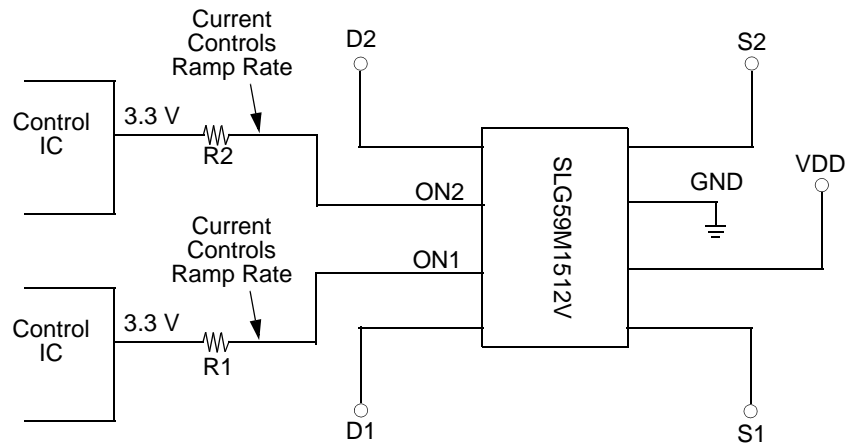 Current
Controls
Ramp Rate
D2
S2
Control
IC
3.3 V
R2
ON2
SLG59M1512V
GND
VDD
Current
Controls
Ramp Rate
ON1
Control
IC
3.3 V
R1
D1
S1